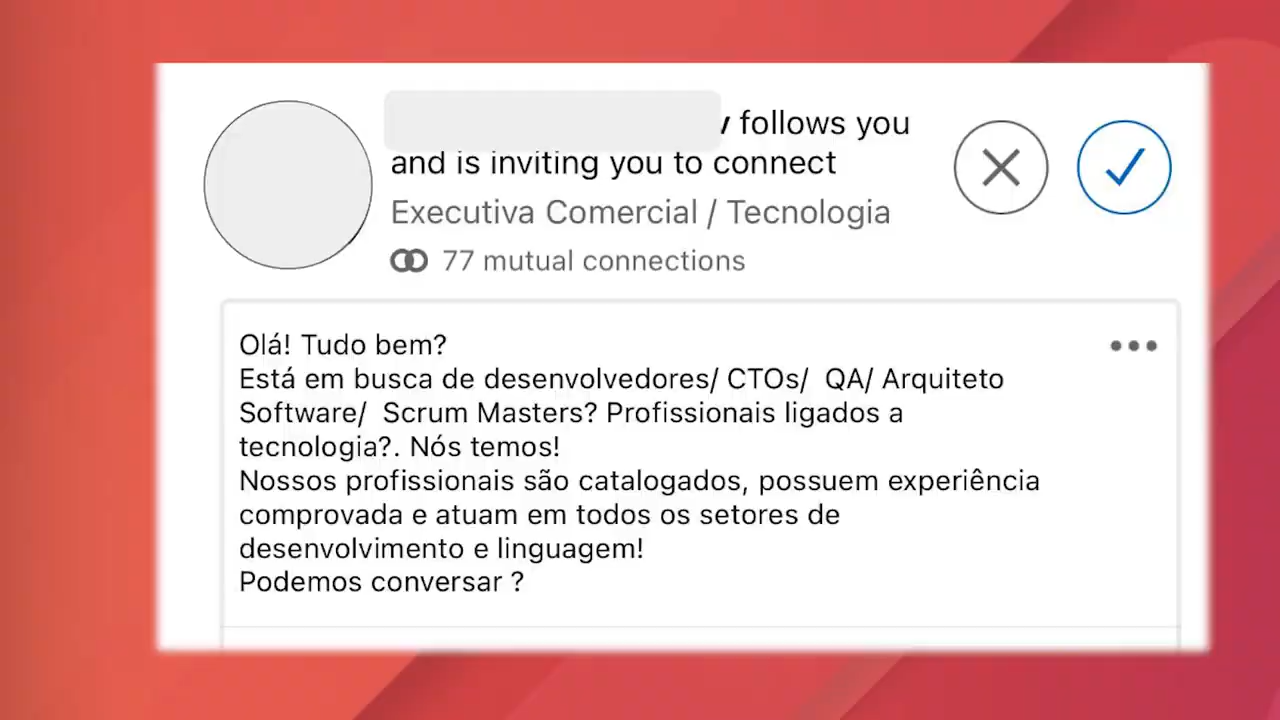 follows you
and is inviting you to connect
Executiva Comercial / Tecnologia
77 mutual connections
Olá! Tudo bem?
Está em busca de desenvolvedores/ CTOs/  QA/ Arquiteto
Software/  Scrum Masters? Profissionais ligados a
tecnologia?. Nós temos!
Nossos profissionais são catalogados, possuem experiência
comprovada e atuam em todos os setores de
desenvolvimento e linguagem!
Podemos conversar ?